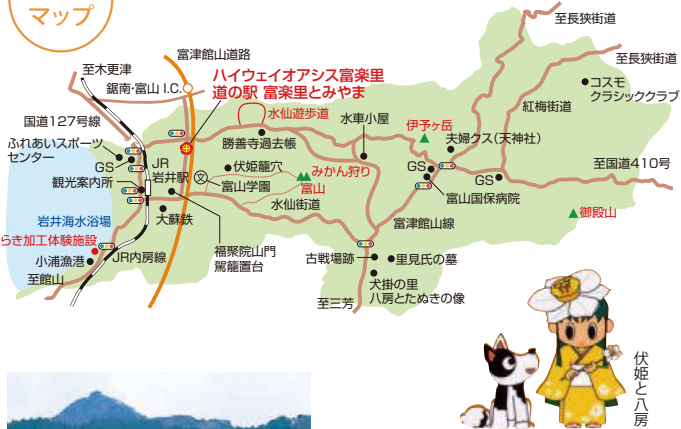 マップ
至長狭街道
至長狭街道
富津館山道路
至木更津
鋸南・富山 I.C.
ハイウェイオアシス富楽里
道の駅 富楽里とみやま
コスモ
クラシッククラブ
紅梅街道
国道127号線
水仙遊歩道
水車小屋
伊予ヶ岳
ふれあいスポーツ
センター
勝善寺過去帳
夫婦クス(天神社)
GS
JR
岩井駅
文
伏姫籠穴
みかん狩り
GS
GS
至国道410号
観光案内所
富山学園
富山
富山国保病院
水仙街道
大蘇鉄
岩井海水浴場
富津館山線
御殿山
らき加工体験施設
JR内房線
福聚院山門
駕籠置台
古戦場跡
里見氏の墓
小浦漁港
至館山
犬掛の里
八房とたぬきの像
至三芳
伏姫と八房